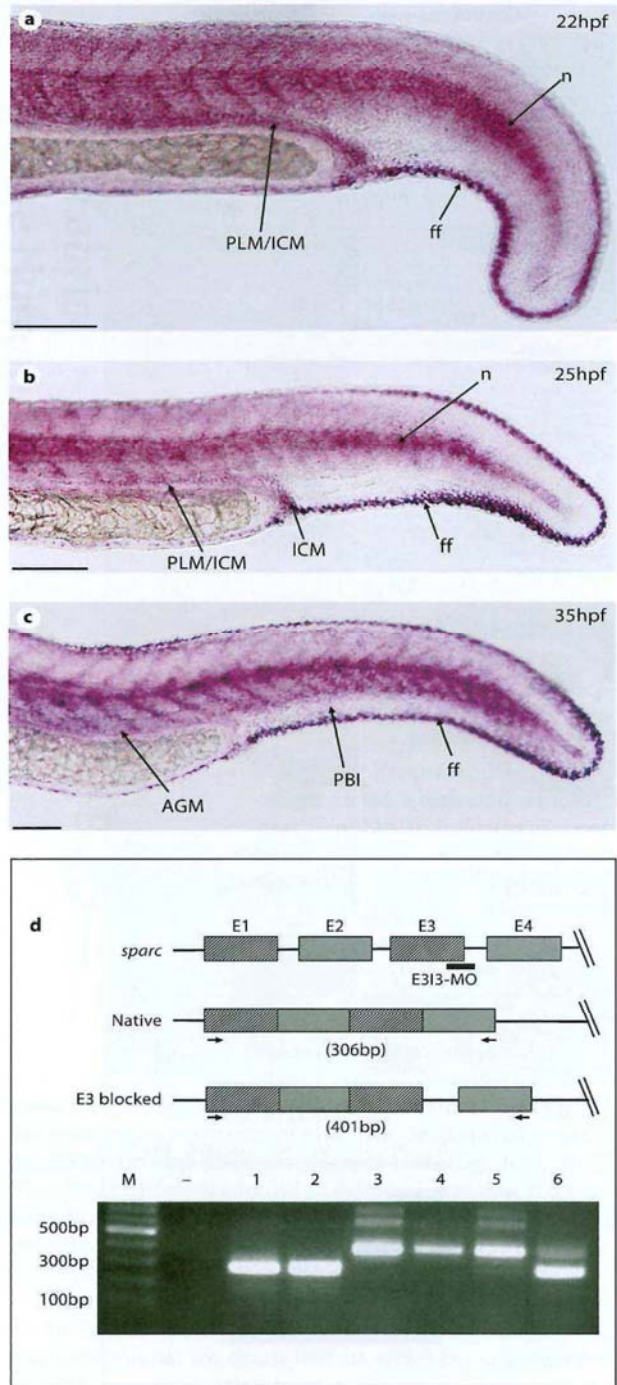 a
22hpf
n
PLM/ICM
ff
b
25hpf
n
PLM/ICM
ICM
ff
c
35hpf
AGM
PBI
ff
d
E1 E2 E3 E4
sparc
E3I3-MO
Native
(306bp)
E3 blocked
(401bp)
M – 1 2 3 4 5 6
500bp
300bp
100bp